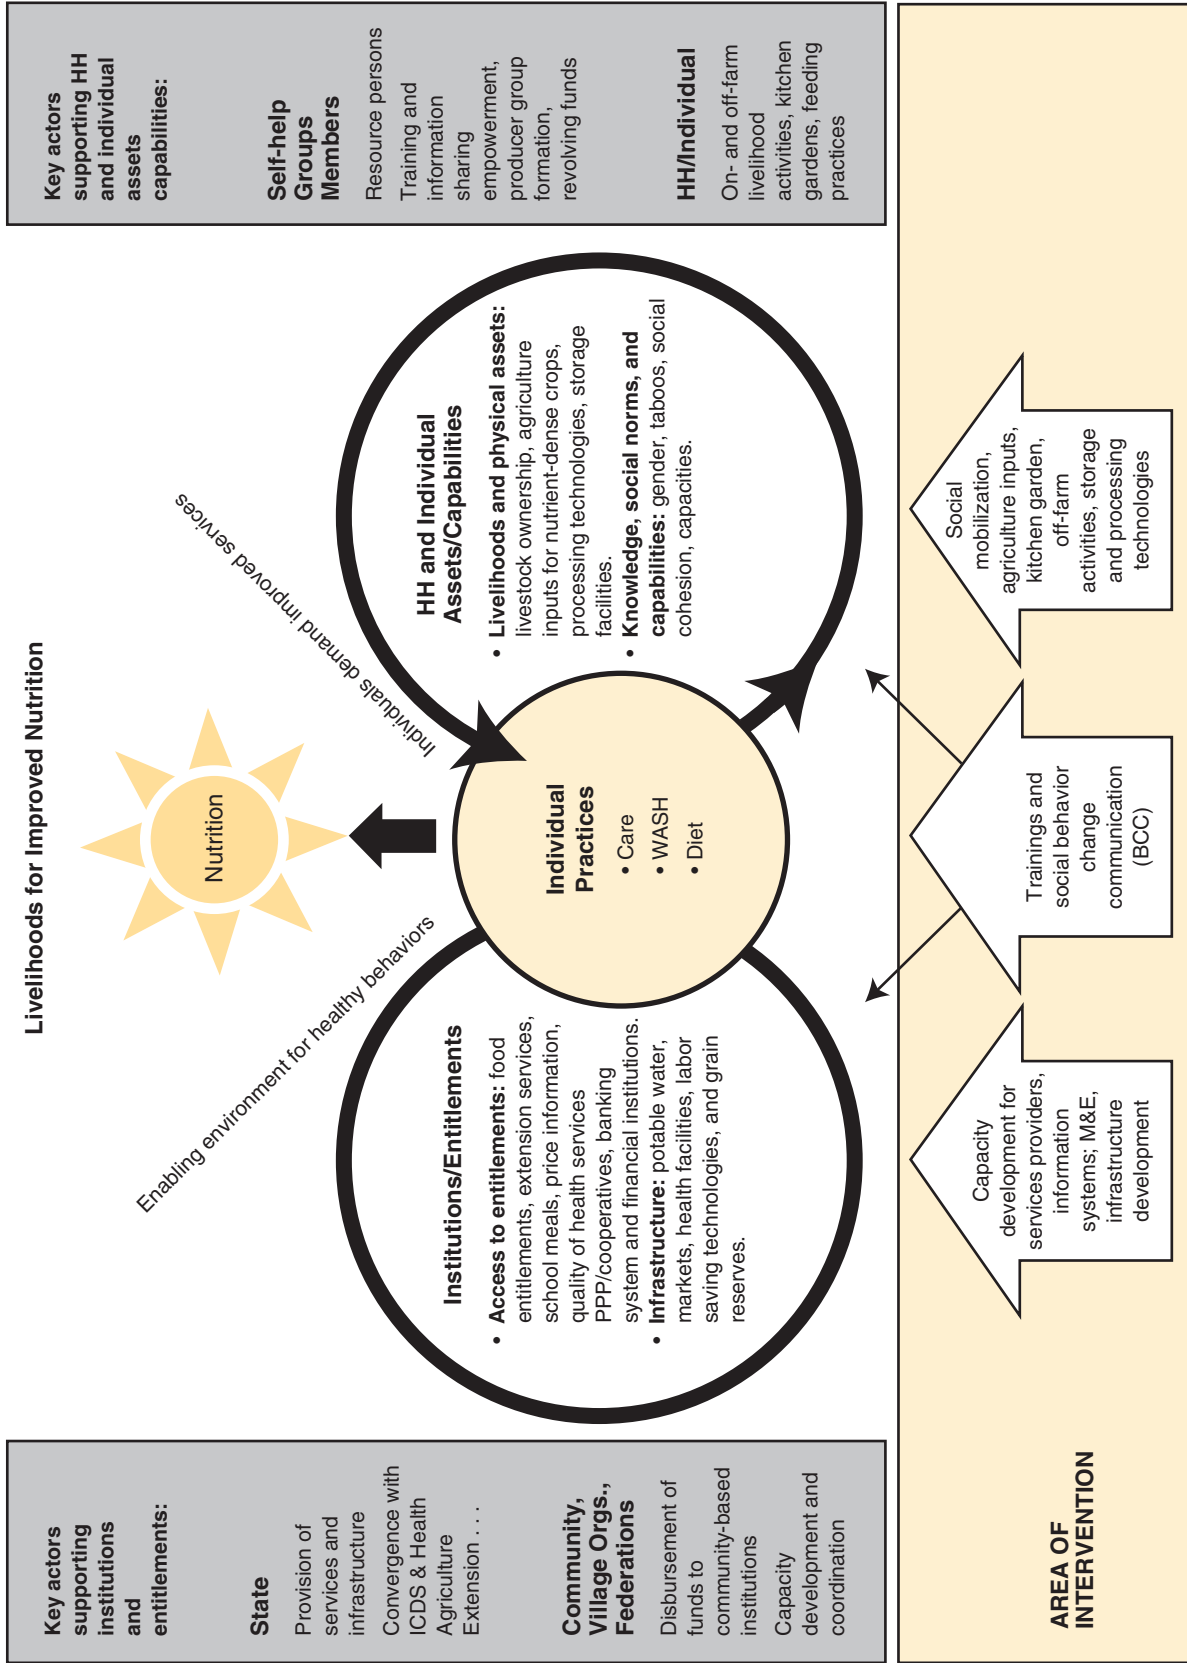 Livelihoods for Improved Nutrition
Key actors
supporting
institutions
and
entitlements:
State
Provision of
services and
infrastructure
Convergence with
ICDS & Health
Agriculture
Extension . . . .
Community,
Village Orgs.,
Federations
Disbursement of
funds to
community-based
institutions
Capacity
development and
coordination
Enabling environment for healthy behaviors
Nutrition
Individuals demand improved services
Institutions/Entitlements
• Access to entitlements: food
entitlements, extension services,
school meals, price information,
quality of health services
PPP/cooperatives, banking
system and financial institutions.
• Infrastructure: potable water,
markets, health facilities, labor
saving technologies, and grain
reserves.
Individual
Practices
• Care
• WASH
• Diet
HH and Individual
Assets/Capabilities
• Livelihoods and physical assets:
livestock ownership, agriculture
inputs for nutrient-dense crops,
processing technologies, storage
facilities.
• Knowledge, social norms, and
capabilities: gender, taboos, social
cohesion, capacities.
Key actors
supporting HH
and individual
assets
capabilities:
Self-help
Groups
Members
Resource persons
Training and
information
sharing
empowerment,
producer group
formation,
revolving funds
HH/Individual
On- and off-farm
livelihood
activities, kitchen
gardens, feeding
practices
AREA OF
INTERVENTION
Capacity
development for
services providers,
information
systems; M&E,
infrastructure
development
Trainings and
social behavior
change
communication
(BCC)
Social
mobilization,
agriculture inputs,
kitchen garden,
off-farm
activities, storage
and processing
technologies